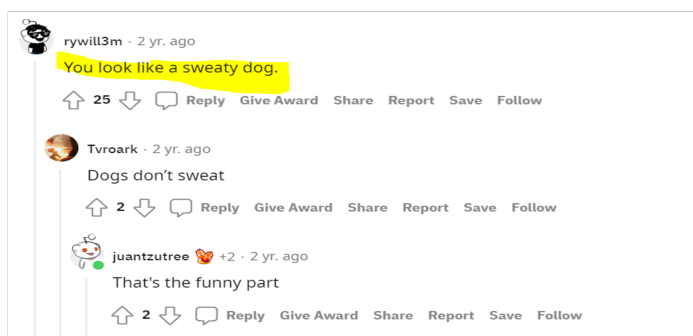 rywill3m · 2 yr. ago
You look like a sweaty dog.
25 Reply Give Award Share Report Save Follow
Tvroark · 2 yr. ago
Dogs don’t sweat
2 Reply Give Award Share Report Save Follow
juantzutree +2 · 2 yr. ago
That's the funny part
2 Reply Give Award Share Report Save Follow